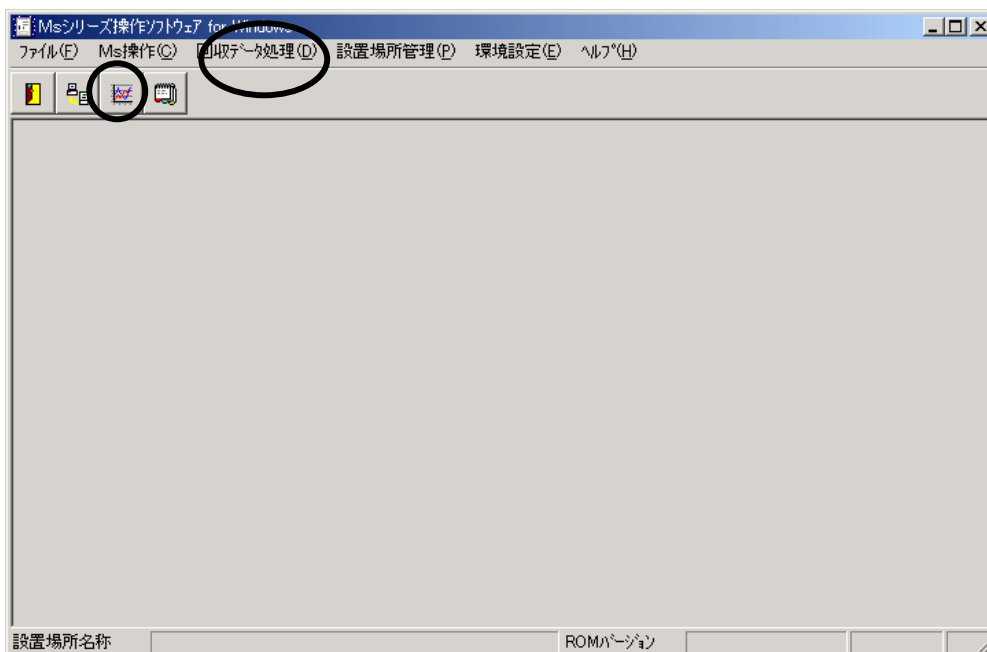 Msシリーズ操作ソフトウェア for Windows
ファイル(F) Ms操作(C) 回収データ処理(D) 設置場所管理(P) 環境設定(E) ヘルプ(H)
設置場所名称 ROMバージョン